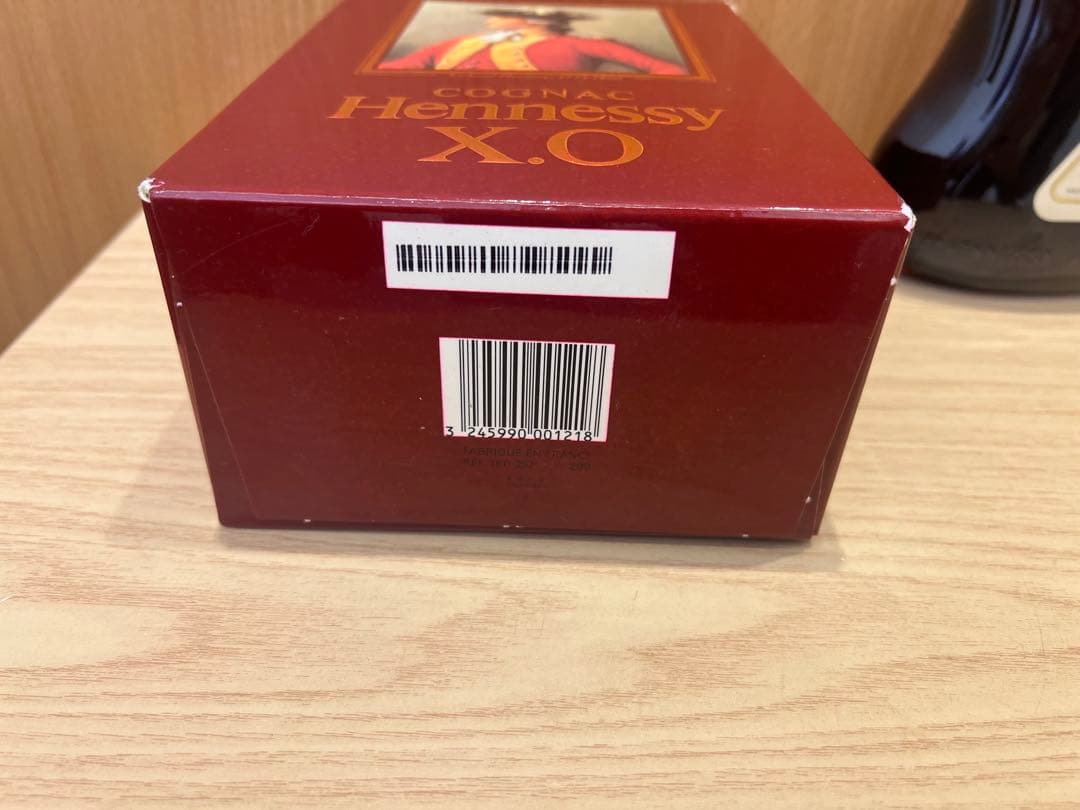 COGNAC
Hennessy
X.O
3 245990 001218
FABRIQUE EN FRANCE